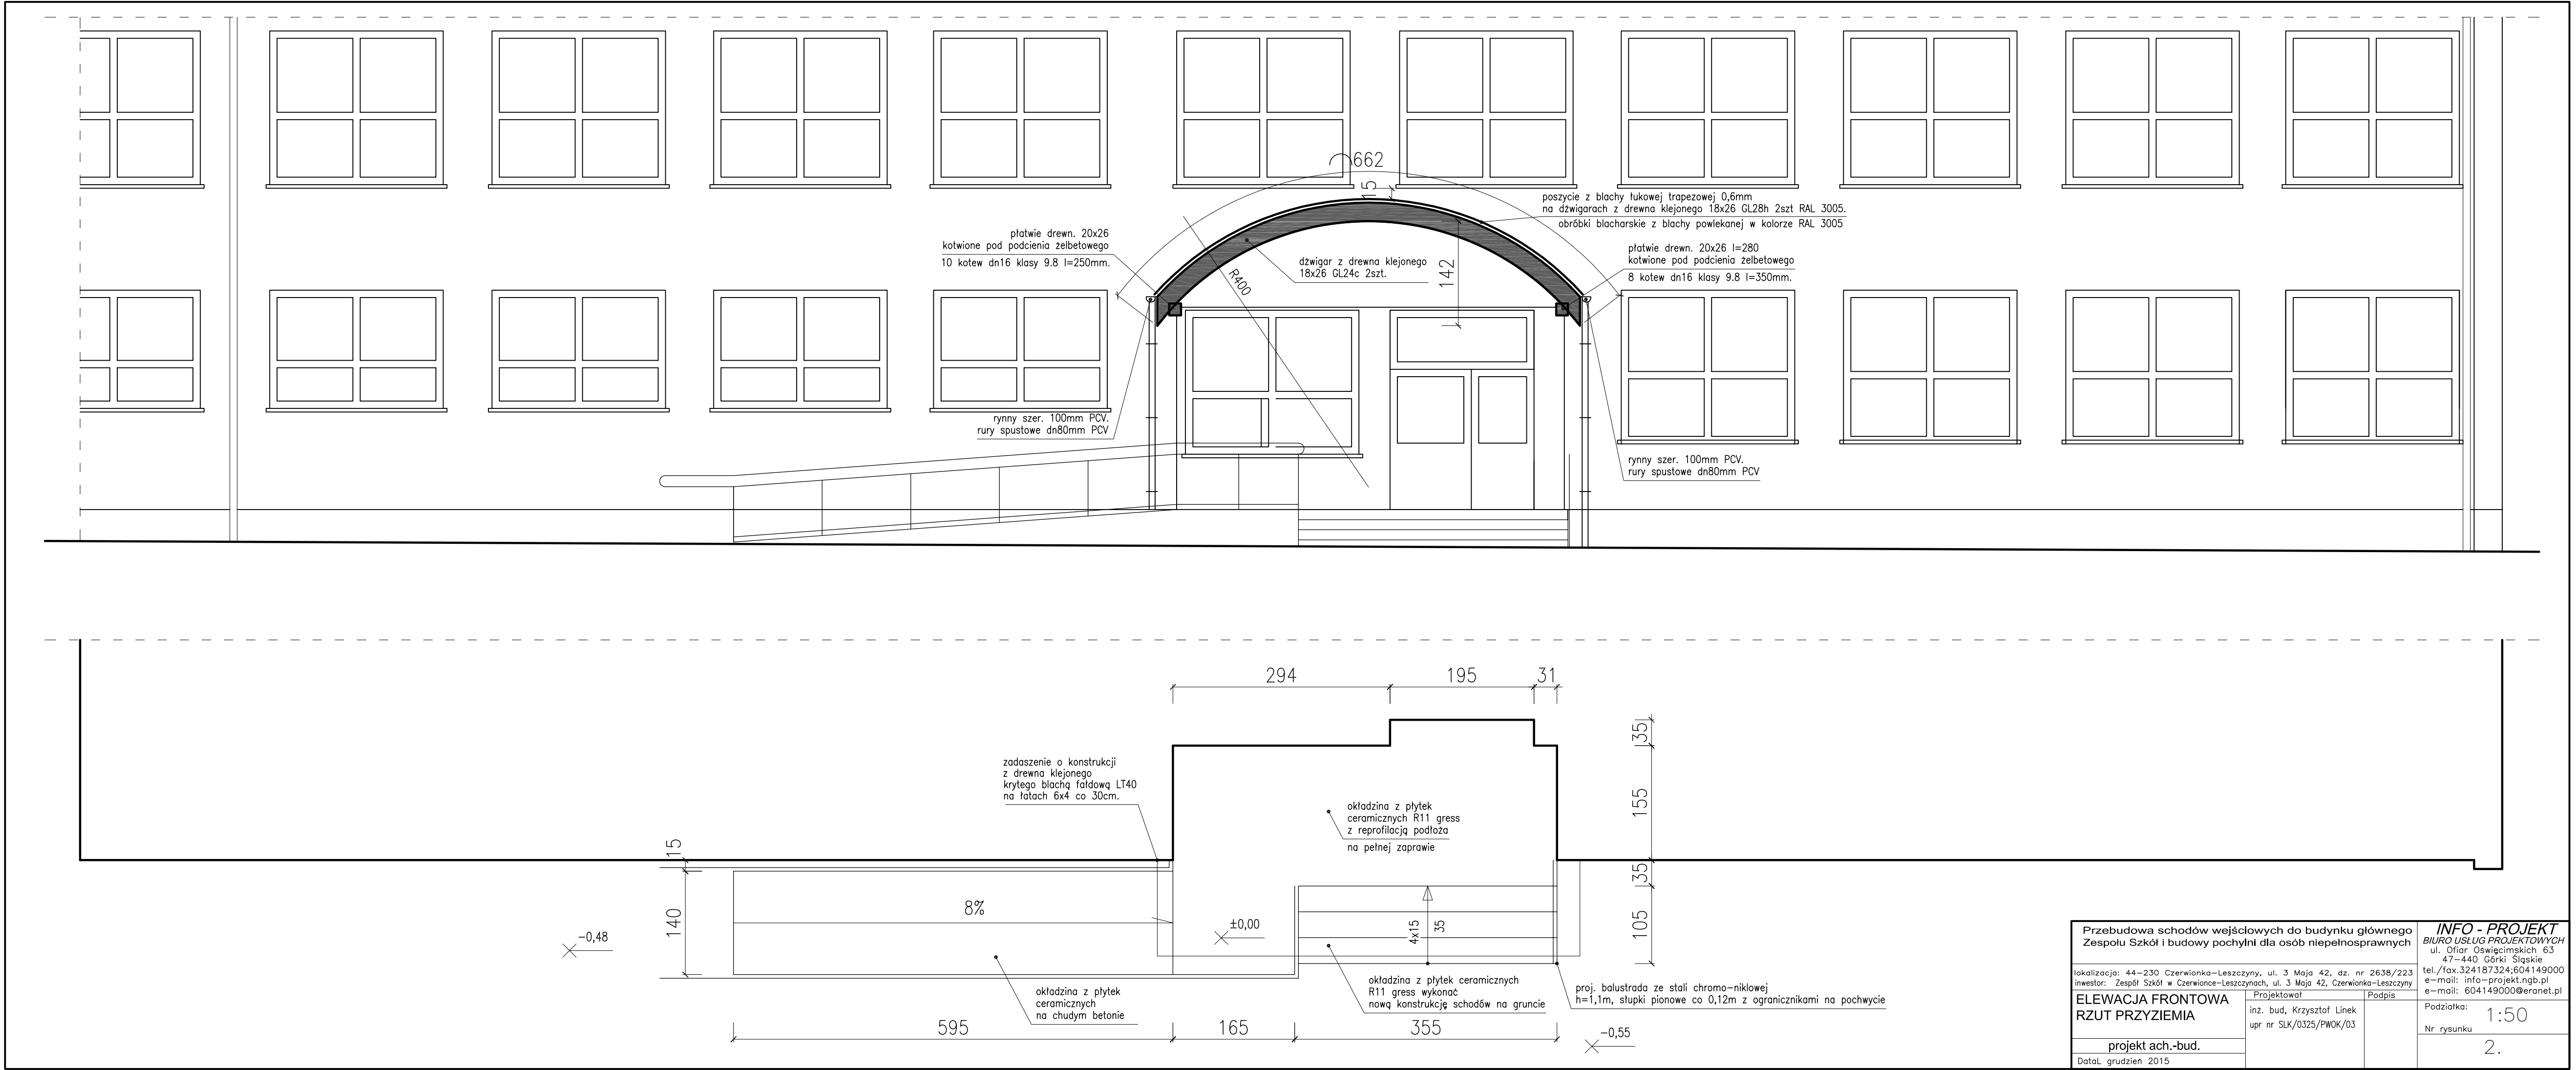 662
15
poszycie z blachy łukowej trapezowej 0,6mm
na dźwigarach z drewna klejonego 18x26 GL28h 2szt RAL 3005.
obróbki blacharskie z blachy powlekanej w kolorze RAL 3005
płatwie drewn. 20x26
kotwione pod podcienia żelbetowego
10 kotew dn16 klasy 9.8 l=250mm.
R400
dźwigar z drewna klejonego
18x26 GL24c 2szt.
142
płatwie drewn. 20x26 l=280
kotwione pod podcienia żelbetowego
8 kotew dn16 klasy 9.8 l=350mm.
rynny szer. 100mm PCV.
rury spustowe dn80mm PCV
rynny szer. 100mm PCV.
rury spustowe dn80mm PCV
294
195
31
35
155
35
105
zadaszenie o konstrukcji
z drewna klejonego
krytego blachą fałdową LT40
na łatach 6x4 co 30cm.
okładzina z płytek
ceramicznych R11 gress
z reprofilacją podłoża
na pełnej zaprawie
15
140
8%
±0,00
4x15
35
-0,48
okładzina z płytek
ceramicznych
na chudym betonie
okładzina z płytek ceramicznych
R11 gress wykonać
nową konstrukcję schodów na gruncie
proj. balustrada ze stali chromo-niklowej
h=1,1m, słupki pionowe co 0,12m z ogranicznikami na pochwycie
595
165
355
-0,55
Przebudowa schodów wejściowych do budynku głównego
Zespołu Szkół i budowy pochylni dla osób niepełnosprawnych
lokalizacja: 44-230 Czerwionka-Leszczyny, ul. 3 Maja 42, dz. nr 2638/223
inwestor: Zespół Szkół w Czerwionce-Leszczynach, ul. 3 Maja 42, Czerwionka-Leszczyny
INFO - PROJEKT
BIURO USŁUG PROJEKTOWYCH
ul. Ofiar Oświęcimskich 63
47-440 Górki Śląskie
tel./fax.324187324;604149000
e-mail: info-projekt.ngb.pl
e-mail: 604149000@eranet.pl
ELEWACJA FRONTOWA
RZUT PRZYZIEMIA
projekt ach.-bud.
DataL grudzień 2015
Projektował
inż. bud, Krzysztof Linek
upr nr SLK/0325/PWOK/03
Podpis
Podziałka:
1:50
Nr rysunku
2.